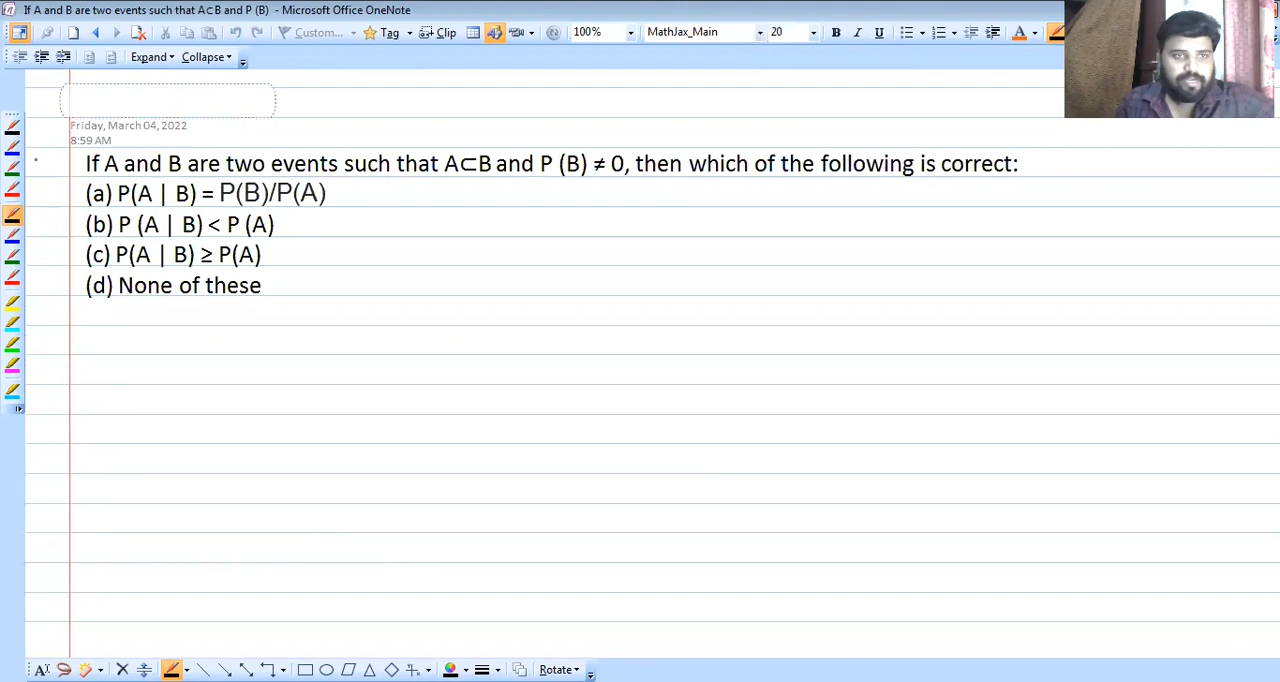 If A and B are two events such that A⊂B and P (B) - Microsoft Office OneNote
Custom... Tag Clip 100% MathJax_Main 20 B I U A
Expand Collapse
Friday, March 04, 2022
8:59 AM
If A and B are two events such that A⊂B and P (B) ≠ 0, then which of the following is correct:
(a) P(A | B) = P(B)/P(A)
(b) P (A | B) < P (A)
(c) P(A | B) ≥ P(A)
(d) None of these
A Rotate